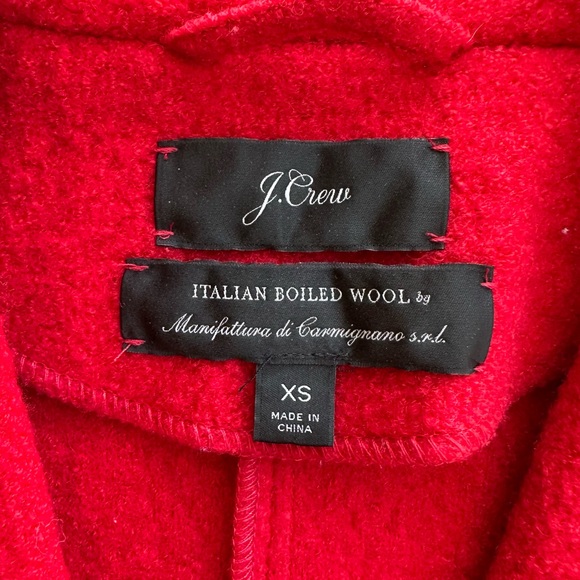 J.Crew
ITALIAN BOILED WOOL by
Manifattura di Carmignano s.r.l.
XS
MADE IN
CHINA